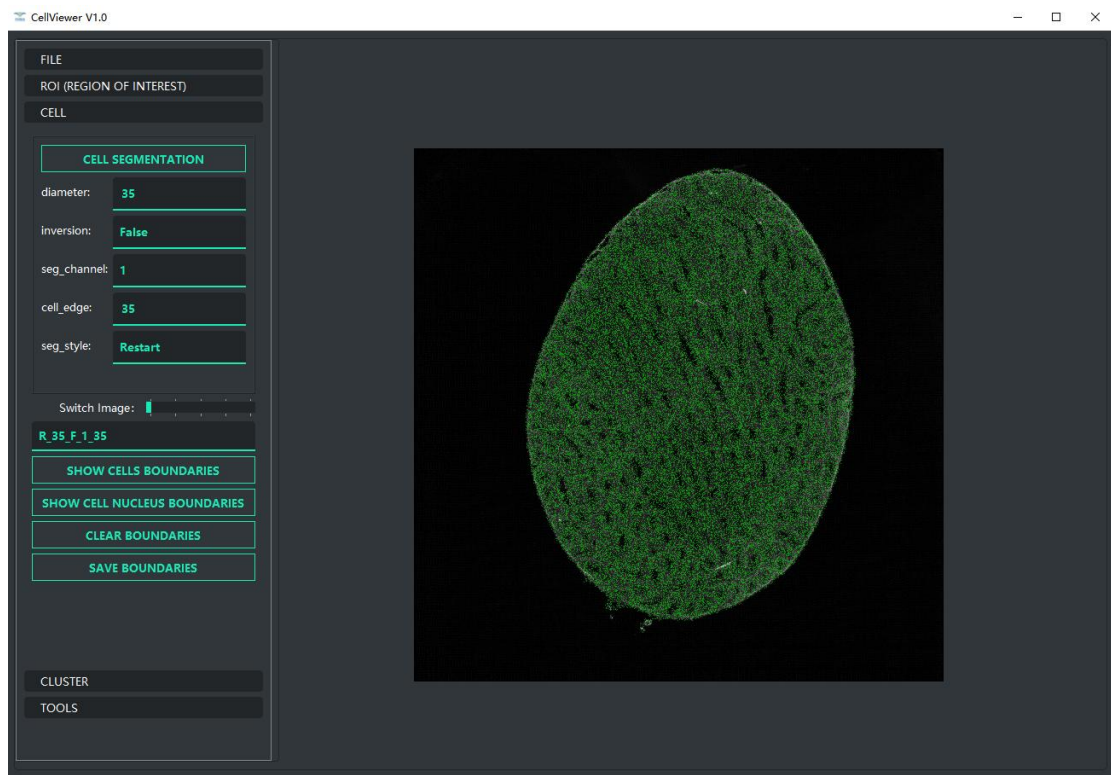 CellViewer V1.0
FILE
ROI (REGION OF INTEREST)
CELL
CELL SEGMENTATION
diameter: 35
inversion: False
seg_channel: 1
cell_edge: 35
seg_style: Restart
Switch Image:
R_35_F_1_35
SHOW CELLS BOUNDARIES
SHOW CELL NUCLEUS BOUNDARIES
CLEAR BOUNDARIES
SAVE BOUNDARIES
CLUSTER
TOOLS